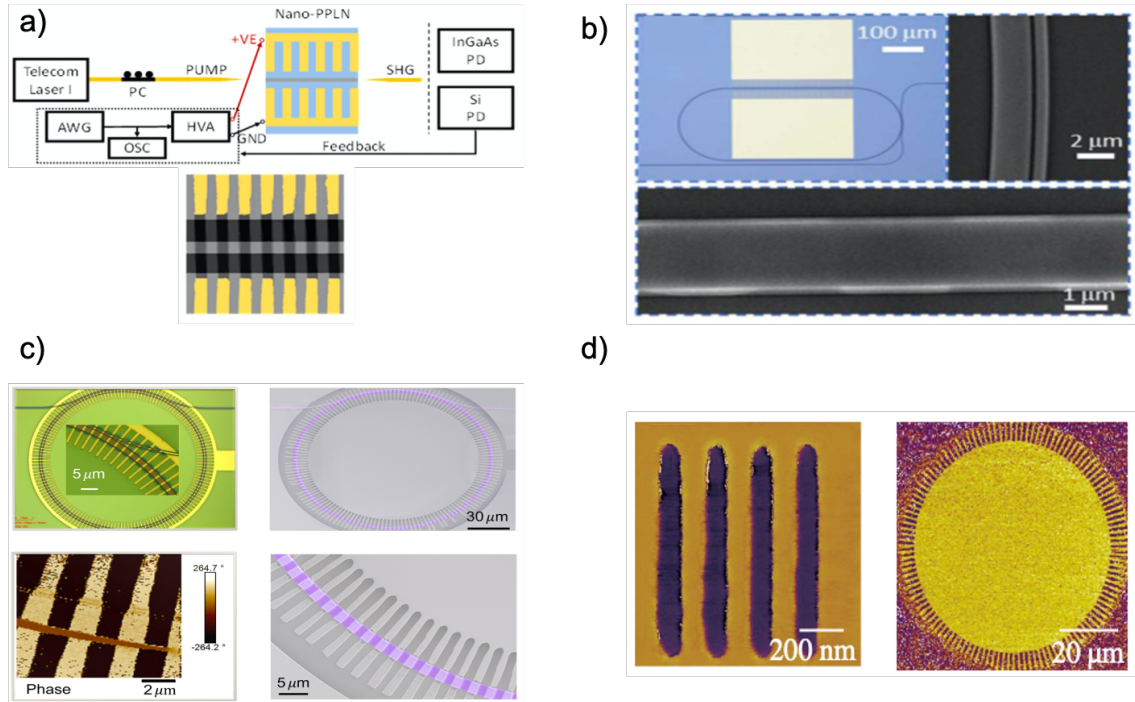 a)
Nano-PPLN
+VE
Telecom
Laser I
PUMP
PC
SHG
InGaAs
PD
Si
PD
AWG
HVA
OSC
GND
Feedback
b)
100 µm
2 µm
1 µm
c)
5 µm
30 µm
264.7 °
-264.2 °
Phase
2 µm
5 µm
d)
200 nm
20 µm